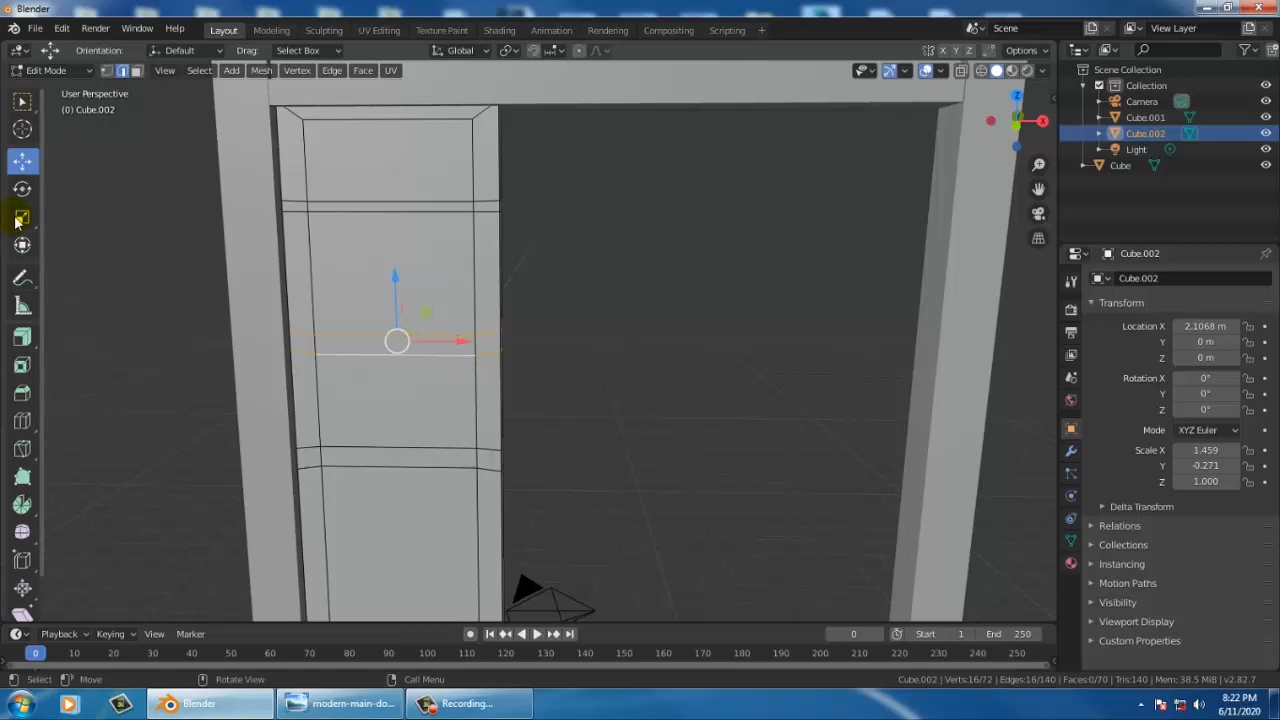 Blender
File Edit Render Window Help
Layout Modeling Sculpting UV Editing Texture Paint Shading Animation Rendering Compositing Scripting +
Scene
View Layer
Orientation: Default Drag: Select Box
Global
X Y Z Options
Edit Mode
View Select Add Mesh Vertex Edge Face UV
User Perspective
(0) Cube.002
Z
X
Scene Collection
Collection
Camera
Cube.001
Cube.002
Light
Cube
Cube.002
Cube.002
Transform
Location X 2.1068 m
Y 0 m
Z 0 m
Rotation X 0°
Y 0°
Z 0°
Mode XYZ Euler
Scale X 1.459
Y -0.271
Z 1.000
Delta Transform
Relations
Collections
Instancing
Motion Paths
Visibility
Viewport Display
Custom Properties
Playback Keying View Marker
0 Start 1 End 250
0 10 20 30 40 50 60 70 80 90 100 110 120 130 140 150 160 170 180 190 200 210 220 230 240 250
Select Move Rotate View Call Menu
Cube.002 | Verts:16/72 | Edges:16/140 | Faces:0/70 | Tris:140 | Mem: 38.5 MiB | v2.82.7
Blender
modern-main-do...
Recording...
8:22 PM
6/11/2020